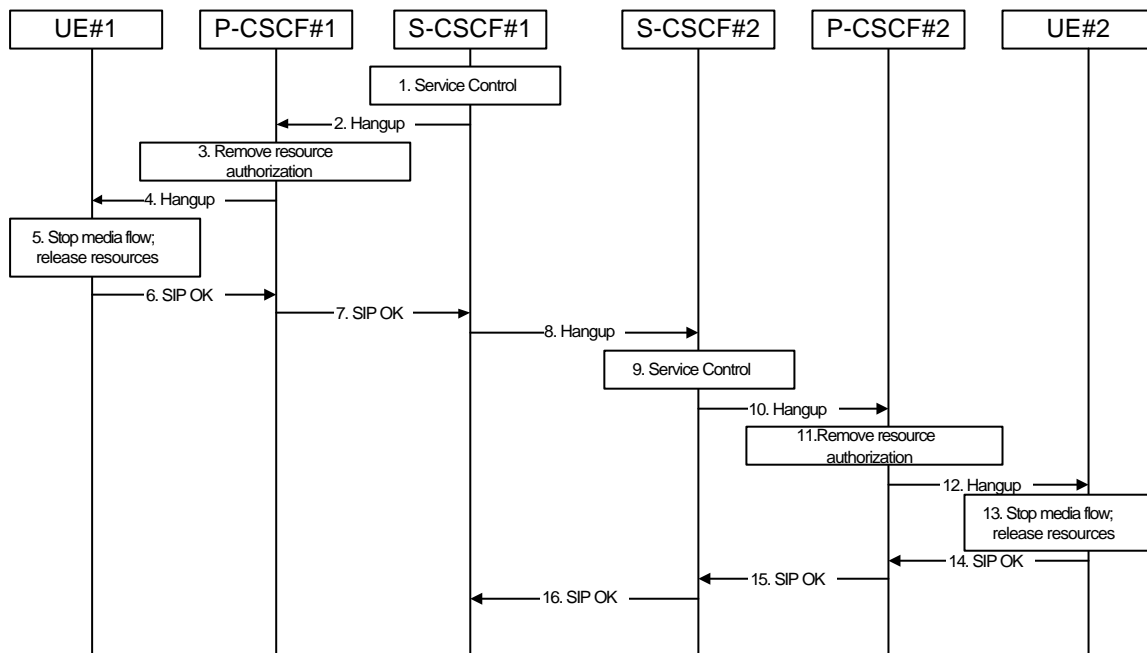 UE#1
P-CSCF#1
S-CSCF#1
S-CSCF#2
P-CSCF#2
UE#2
1. Service Control
2. Hangup
3. Remove resource
authorization
4. Hangup
5. Stop media flow;
release resources
6. SIP OK
7. SIP OK
8. Hangup
9. Service Control
10. Hangup
11.Remove resource
authorization
12. Hangup
13. Stop media flow;
release resources
14. SIP OK
15. SIP OK
16. SIP OK